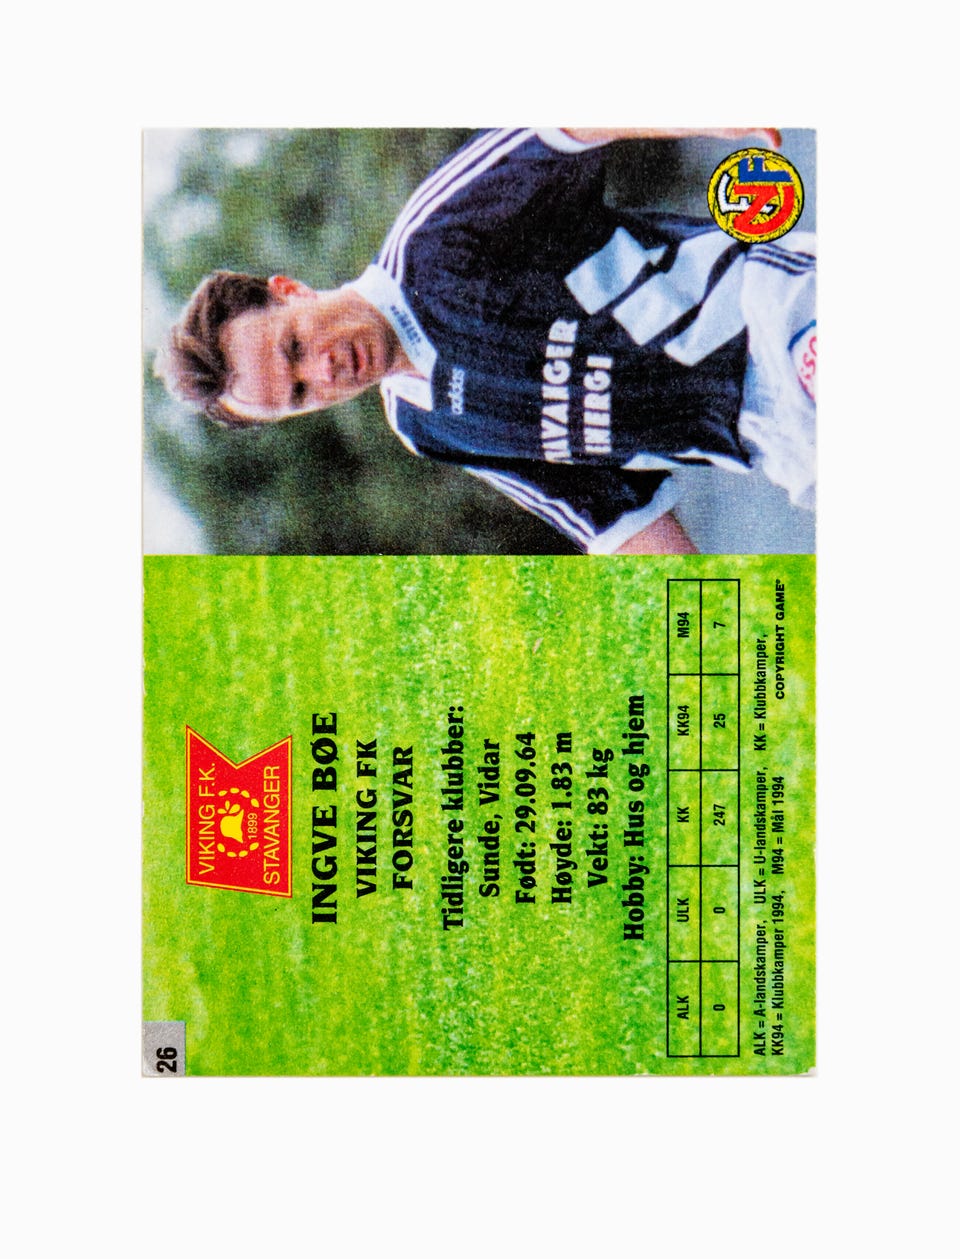 26
VIKING F.K.
1899
STAVANGER
INGVE BØE
VIKING FK
FORSVAR
Tidligere klubber:
Sunde, Vidar
Født: 29.09.64
Høyde: 1.83 m
Vekt: 83 kg
Hobby: Hus og hjem
ALK ULK KK KK94 M94
0 0 247 25 7
ALK = A-landskamper, ULK = U-landskamper, KK = Klubbkamper,
KK94 = Klubbkamper 1994, M94 = Mål 1994
COPYRIGHT GAME®
adidas
AVANGER
ENERGI
NFF